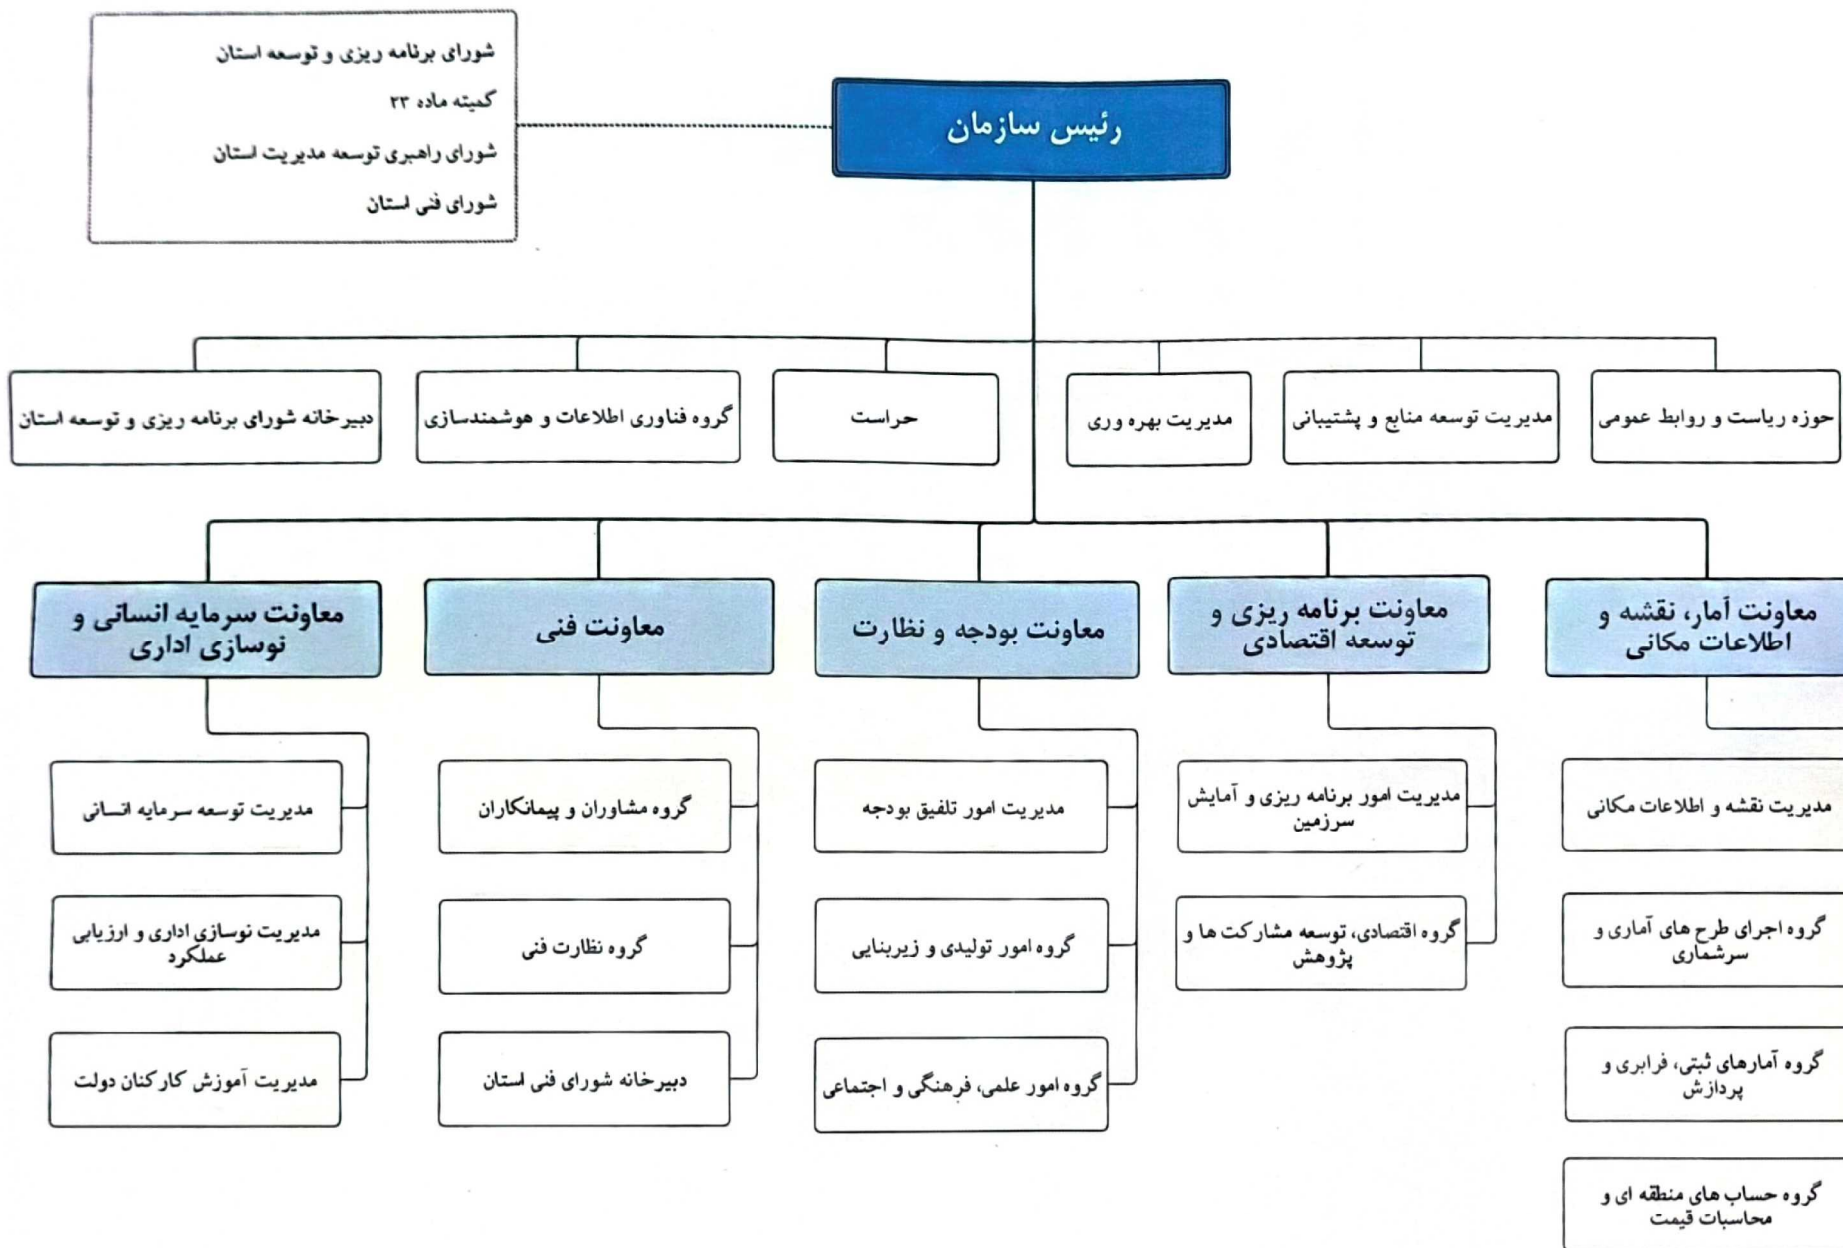 شورای برنامه ریزی و توسعه استان
کمیته ماده ۲۳
شورای راهبری توسعه مدیریت استان
شورای فنی استان
رئیس سازمان
حوزه ریاست و روابط عمومی
مدیریت توسعه منابع و پشتیبانی
مدیریت بهره وری
حراست
گروه فناوری اطلاعات و هوشمندسازی
دبیرخانه شورای برنامه ریزی و توسعه استان
معاونت آمار، نقشه و
اطلاعات مکانی
مدیریت نقشه و اطلاعات مکانی
گروه اجرای طرح های آماری و
سرشماری
گروه آمارهای ثبتی، فرابری و
پردازش
گروه حساب های منطقه ای و
محاسبات قیمت
معاونت برنامه ریزی و
توسعه اقتصادی
مدیریت امور برنامه ریزی و آمایش
سرزمین
گروه اقتصادی، توسعه مشارکت ها و
پژوهش
معاونت بودجه و نظارت
مدیریت امور تلفیق بودجه
گروه امور تولیدی و زیربنایی
گروه امور علمی، فرهنگی و اجتماعی
معاونت فنی
گروه مشاوران و پیمانکاران
گروه نظارت فنی
دبیرخانه شورای فنی استان
معاونت سرمایه انسانی و
نوسازی اداری
مدیریت توسعه سرمایه انسانی
مدیریت نوسازی اداری و ارزیابی
عملکرد
مدیریت آموزش کارکنان دولت